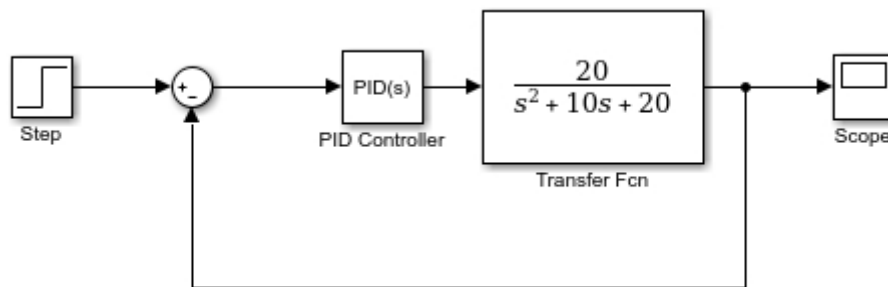 Step
+
−
PID(s)
PID Controller
20
s² + 10s + 20
Transfer Fcn
Scope